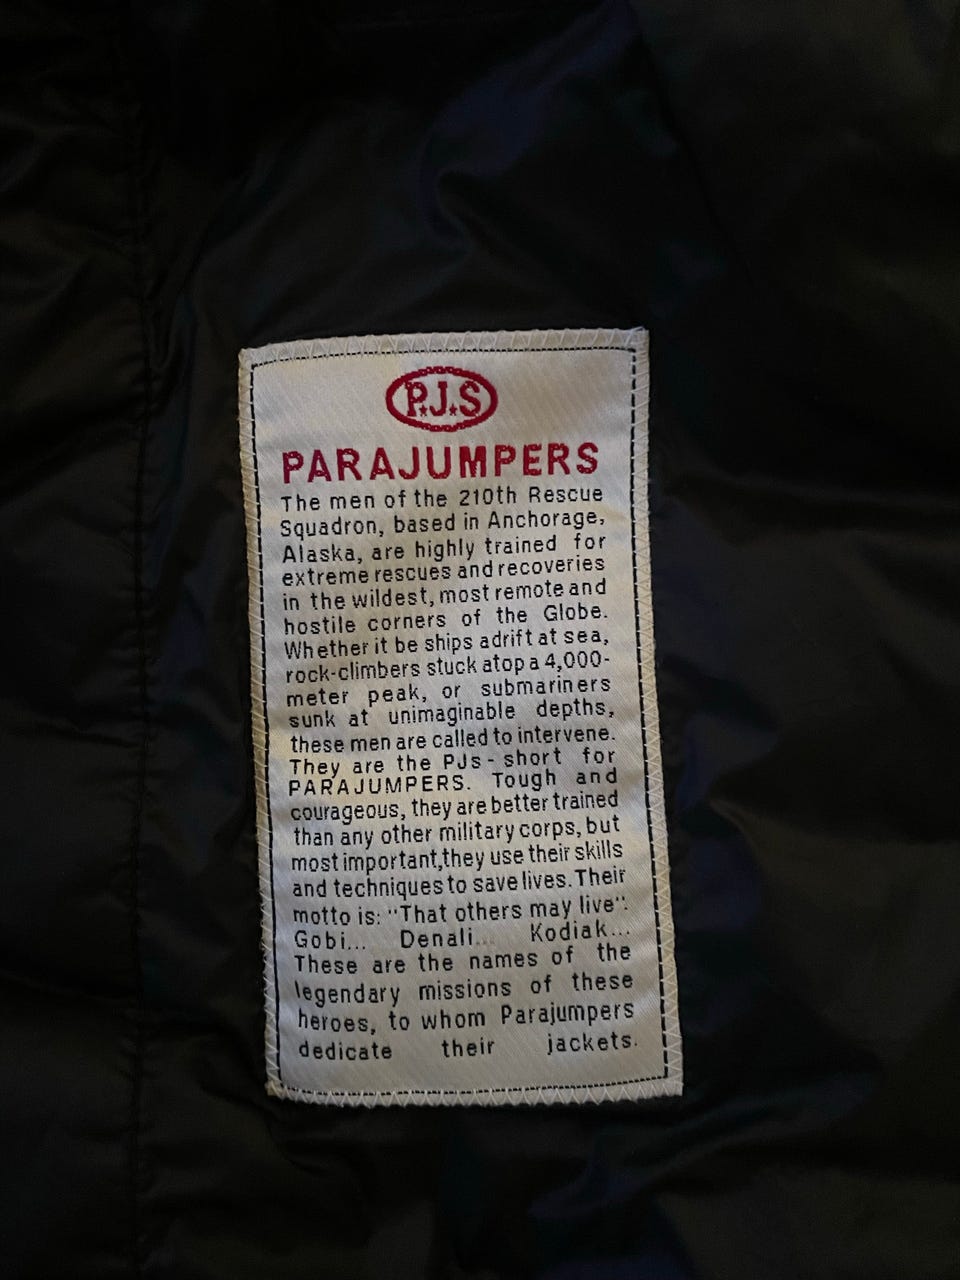 P.J.S
PARAJUMPERS
The men of the 210th Rescue
Squadron, based in Anchorage,
Alaska, are highly trained for
extreme rescues and recoveries
in the wildest, most remote and
hostile corners of the Globe.
Whether it be ships adrift at sea,
rock-climbers stuck atop a 4,000-
meter peak, or submariners
sunk at unimaginable depths,
these men are called to intervene.
They are the PJs - short for
PARAJUMPERS. Tough and
courageous, they are better trained
than any other military corps, but
most important,they use their skills
and techniques to save lives. Their
motto is: "That others may live".
Gobi... Denali... Kodiak...
These are the names of the
legendary missions of these
heroes, to whom Parajumpers
dedicate their jackets.